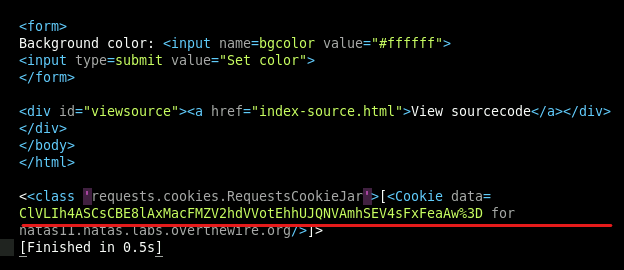 <form>
Background color: <input name=bgcolor value="#ffffff">
<input type=submit value="Set color">
</form>
<div id="viewsource"><a href="index-source.html">View sourcecode</a></div>
</div>
</body>
</html>
<<class 'requests.cookies.RequestsCookieJar'>[<Cookie data=
ClVLIh4ASCsCBE8lAxMacFMZV2hdVVotEhhUJQNVAmhSEV4sFxFeaAw%3D for
natas11.natas.labs.overthewire.org/>]>
[Finished in 0.5s]